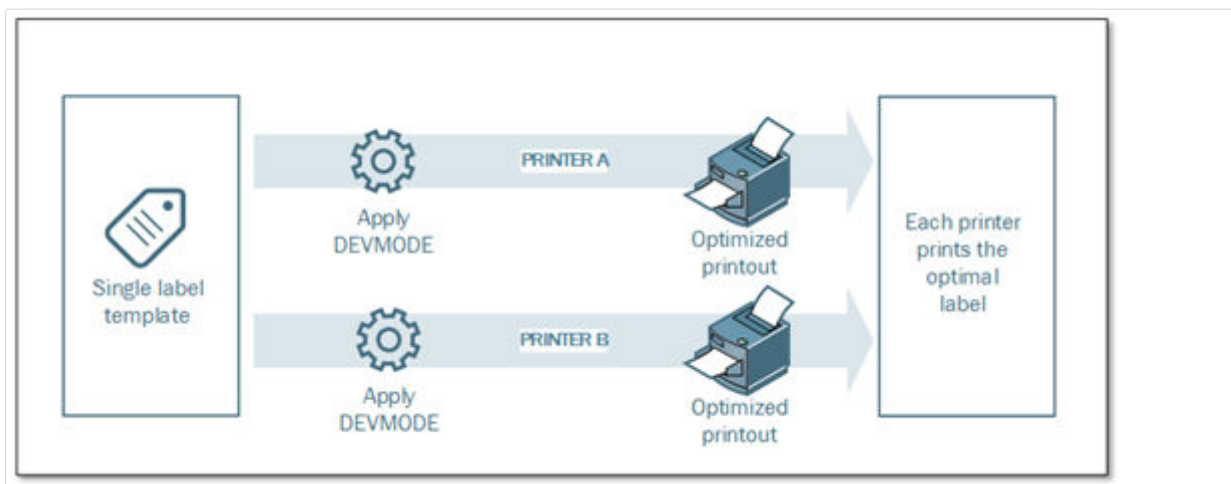 Single label
template
PRINTER A
Apply
DEVMODE
Optimized
printout
PRINTER B
Apply
DEVMODE
Optimized
printout
Each printer
prints the
optimal
label